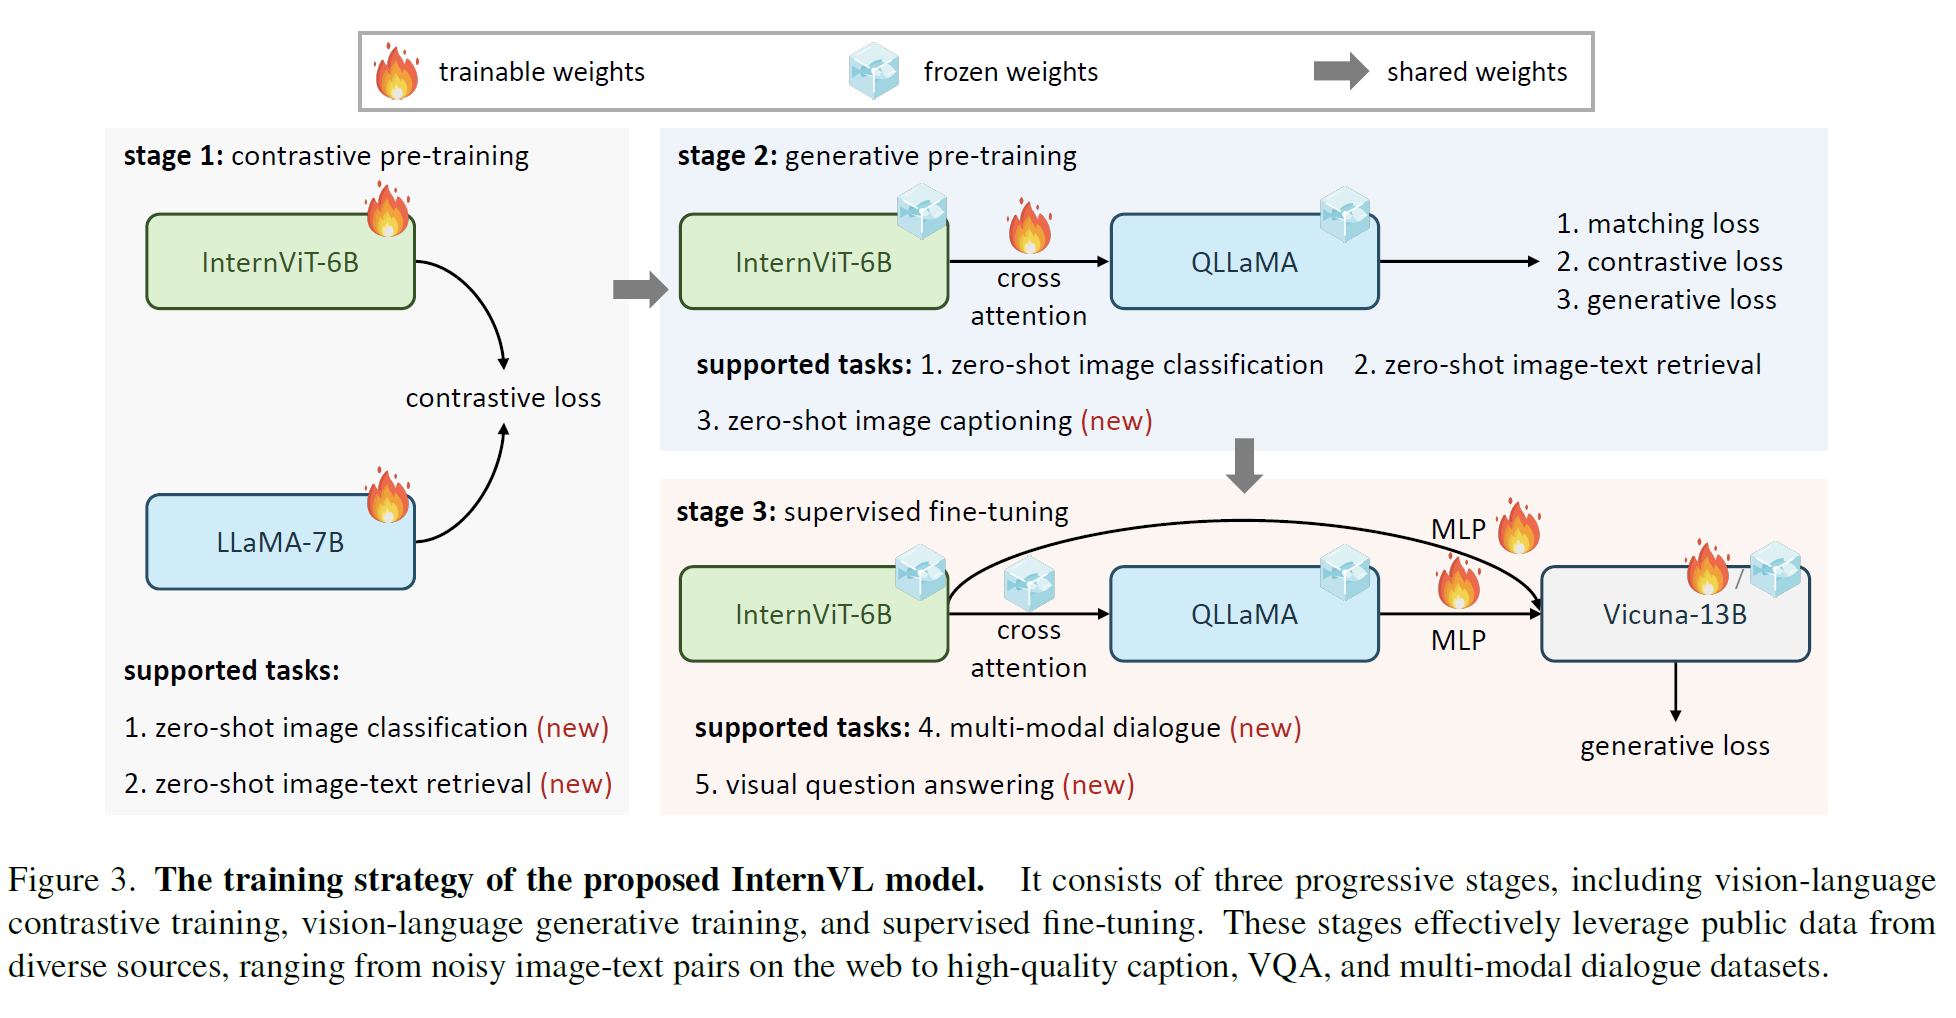 trainable weights
frozen weights
shared weights
stage 1: contrastive pre-training
InternViT-6B
contrastive loss
LLaMA-7B
supported tasks:
1. zero-shot image classification (new)
2. zero-shot image-text retrieval (new)
stage 2: generative pre-training
InternViT-6B
cross
attention
QLLaMA
1. matching loss
2. contrastive loss
3. generative loss
supported tasks: 1. zero-shot image classification 2. zero-shot image-text retrieval
3. zero-shot image captioning (new)
stage 3: supervised fine-tuning
InternViT-6B
cross
attention
QLLaMA
MLP
MLP
/
Vicuna-13B
generative loss
supported tasks: 4. multi-modal dialogue (new)
5. visual question answering (new)
Figure 3. The training strategy of the proposed InternVL model. It consists of three progressive stages, including vision-language
contrastive training, vision-language generative training, and supervised fine-tuning. These stages effectively leverage public data from
diverse sources, ranging from noisy image-text pairs on the web to high-quality caption, VQA, and multi-modal dialogue datasets.